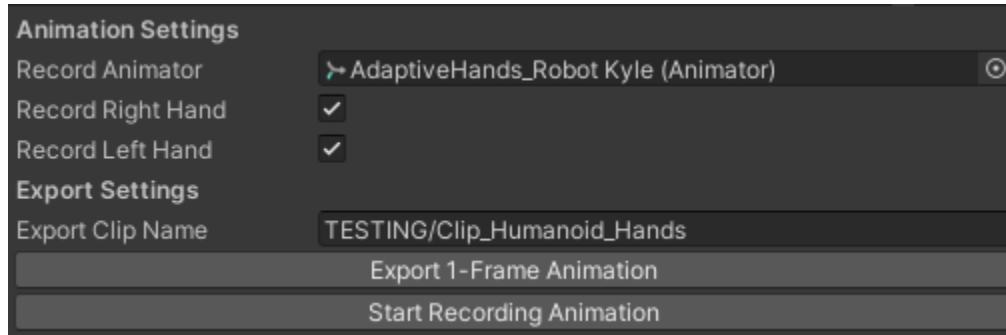 Animation Settings
Record Animator AdaptiveHands_Robot Kyle (Animator)
Record Right Hand
Record Left Hand
Export Settings
Export Clip Name TESTING/Clip_Humanoid_Hands
Export 1-Frame Animation
Start Recording Animation